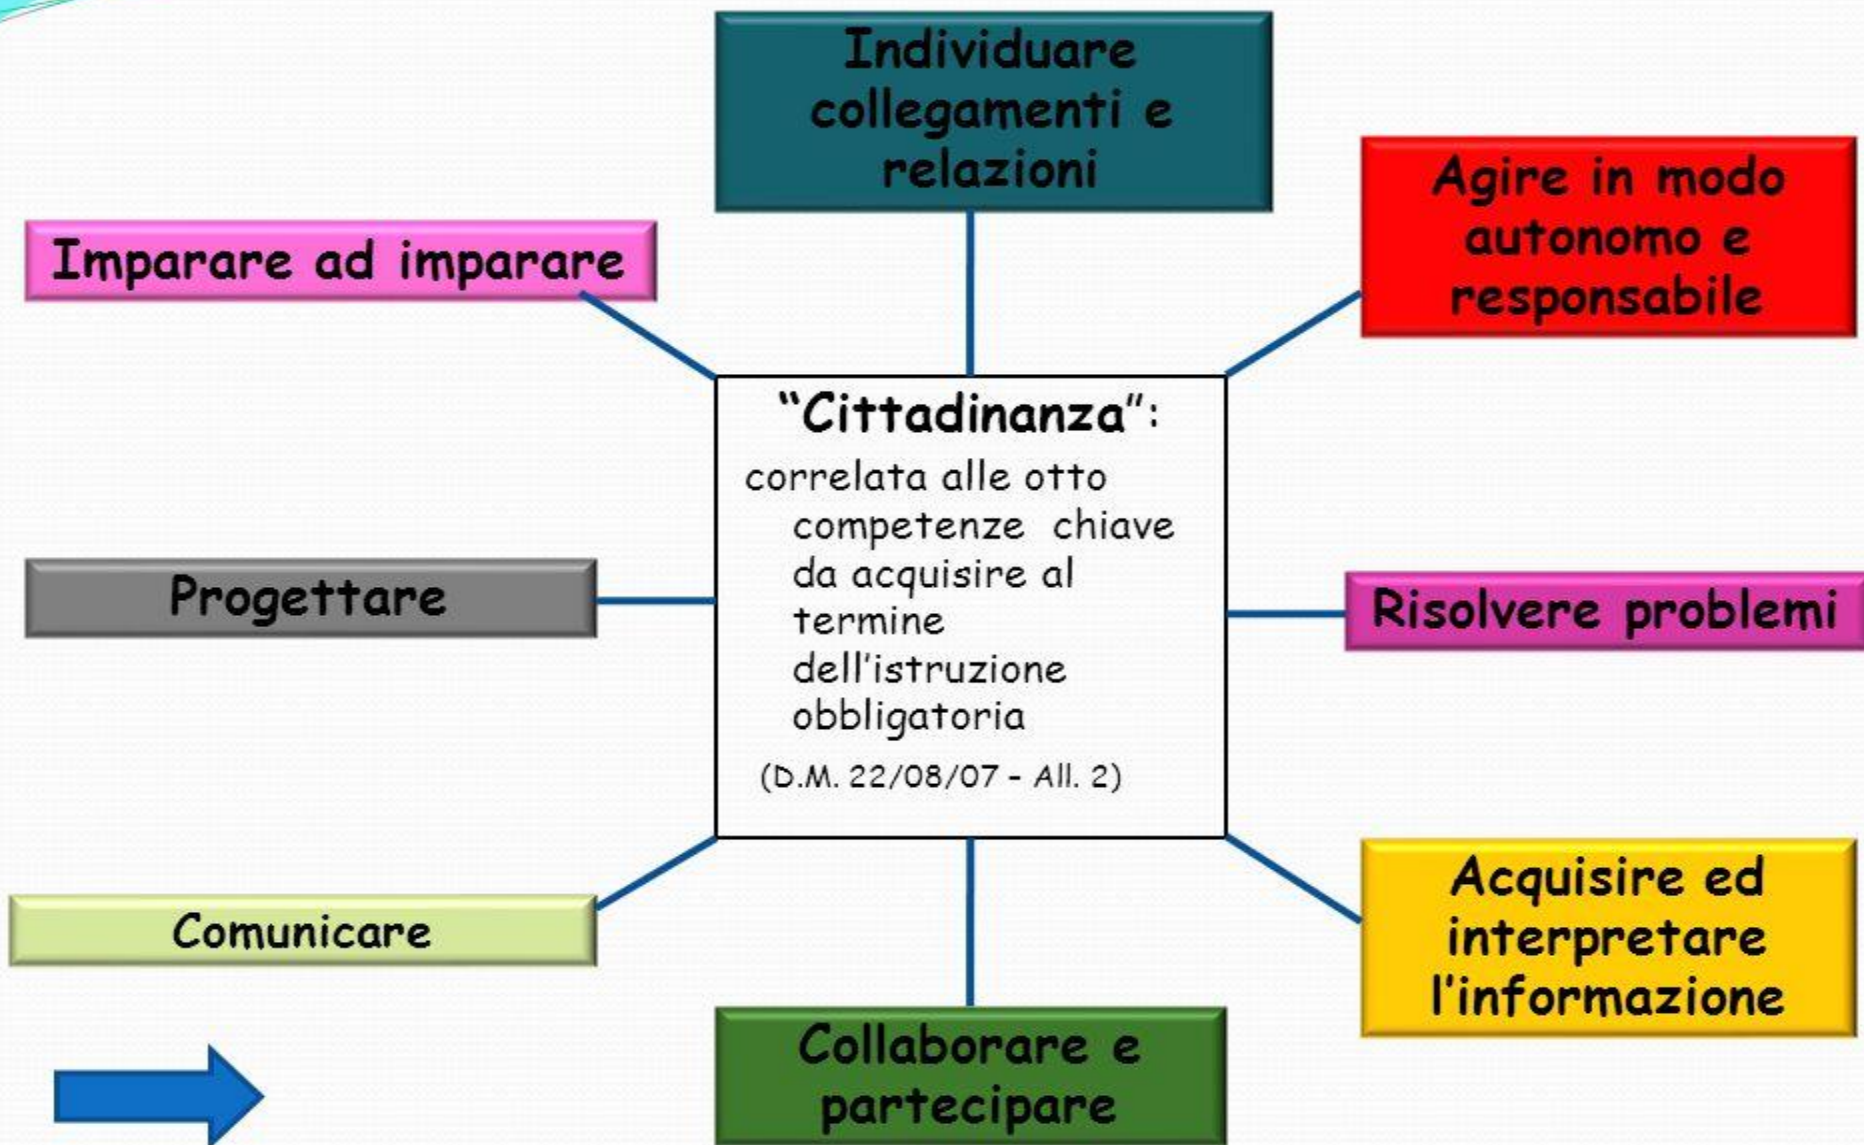 Individuare
collegamenti e
relazioni
Agire in modo
autonomo e
responsabile
Imparare ad imparare
“Cittadinanza”:
correlata alle otto
competenze chiave
da acquisire al
termine
dell'istruzione
obbligatoria
(D.M. 22/08/07 – All. 2)
Progettare
Risolvere problemi
Comunicare
Acquisire ed
interpretare
l'informazione
Collaborare e
partecipare